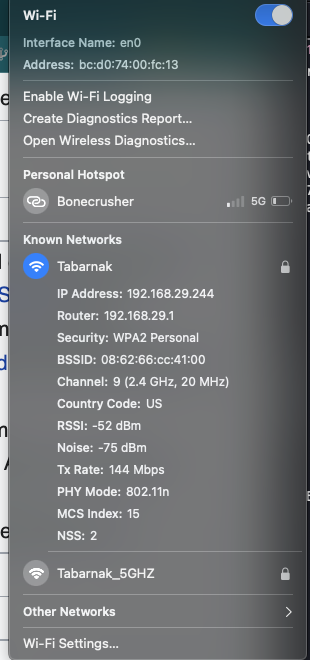 Wi-Fi
Interface Name: en0
Address: bc:d0:74:00:fc:13
Enable Wi-Fi Logging
Create Diagnostics Report...
Open Wireless Diagnostics...
Personal Hotspot
Bonecrusher 5G
Known Networks
Tabarnak
IP Address: 192.168.29.244
Router: 192.168.29.1
Security: WPA2 Personal
BSSID: 08:62:66:cc:41:00
Channel: 9 (2.4 GHz, 20 MHz)
Country Code: US
RSSI: -52 dBm
Noise: -75 dBm
Tx Rate: 144 Mbps
PHY Mode: 802.11n
MCS Index: 15
NSS: 2
Tabarnak_5GHZ
Other Networks
Wi-Fi Settings...